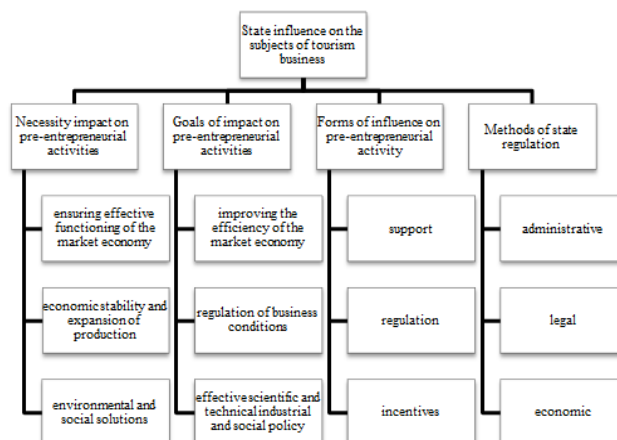 State influence on the
subjects of tourism
business
Necessity impact on
pre-entrepreneurial
activities
Goals of impact on
pre-entrepreneurial
activities
Forms of influence on
pre-entrepreneurial
activity
Methods of state
regulation
ensuring effective
functioning of the
market economy
improving the
efficiency of the
market economy
support
administrative
economic stability and
expansion of
production
regulation of business
conditions
regulation
legal
environmental and
social solutions
effective scientific and
technical industrial
and social policy
incentives
economic